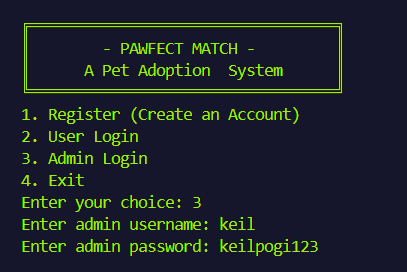 - PAWFECT MATCH -
A Pet Adoption  System
1. Register (Create an Account)
2. User Login
3. Admin Login
4. Exit
Enter your choice: 3
Enter admin username: keil
Enter admin password: keilpogi123